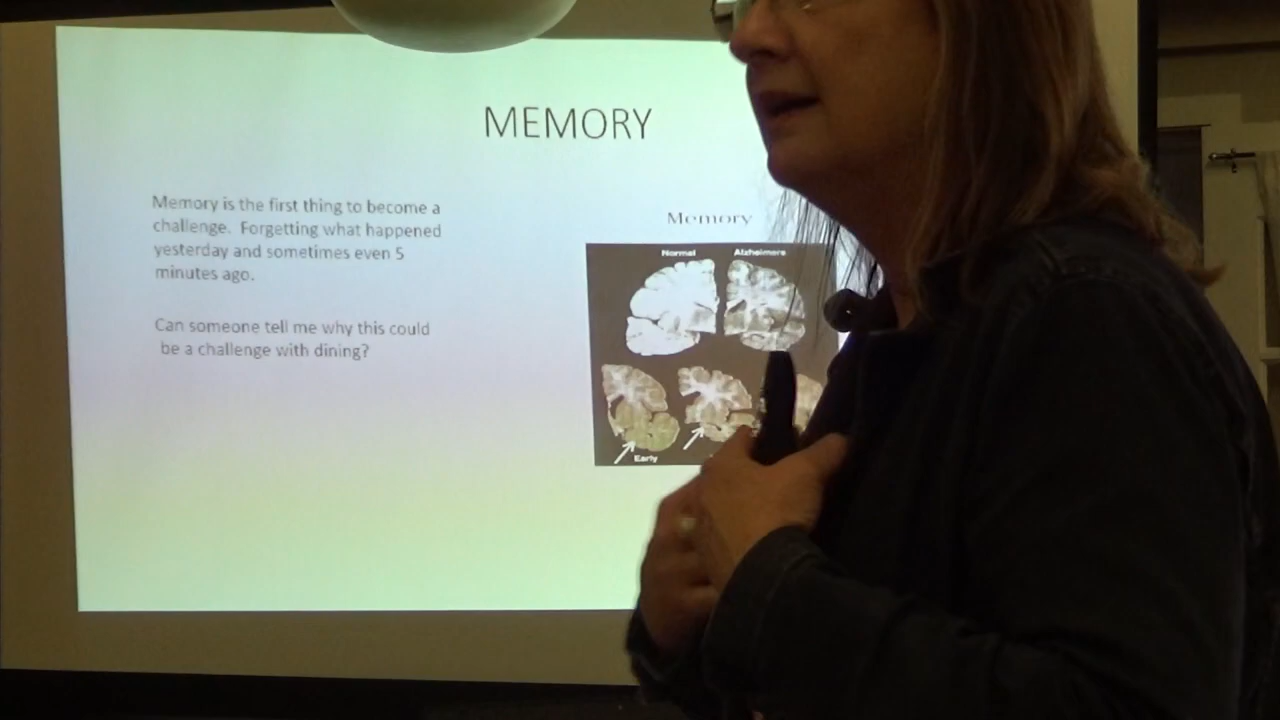 MEMORY
Memory is the first thing to become a
challenge. Forgetting what happened
yesterday and sometimes even 5
minutes ago.
Can someone tell me why this could
be a challenge with dining?
Memory
Normal
Alzheimers
Early